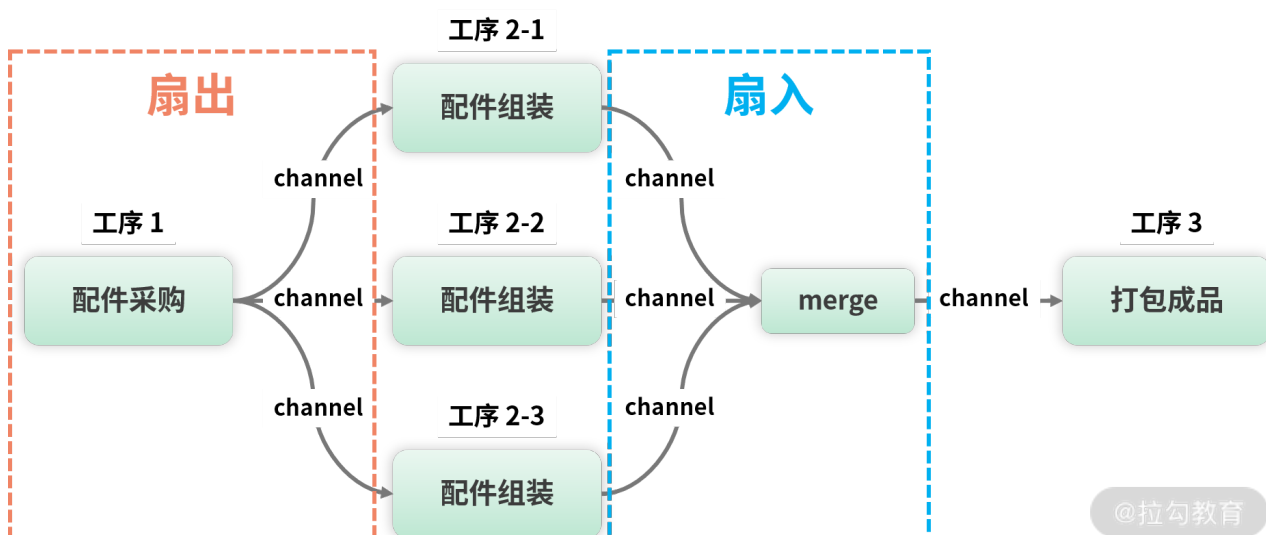 工序 2-1
扇出
配件组装
扇入
channel
channel
工序 1
工序 2-2
工序 3
配件采购
channel
配件组装
channel
merge
channel
打包成品
channel
channel
工序 2-3
配件组装
@拉勾教育